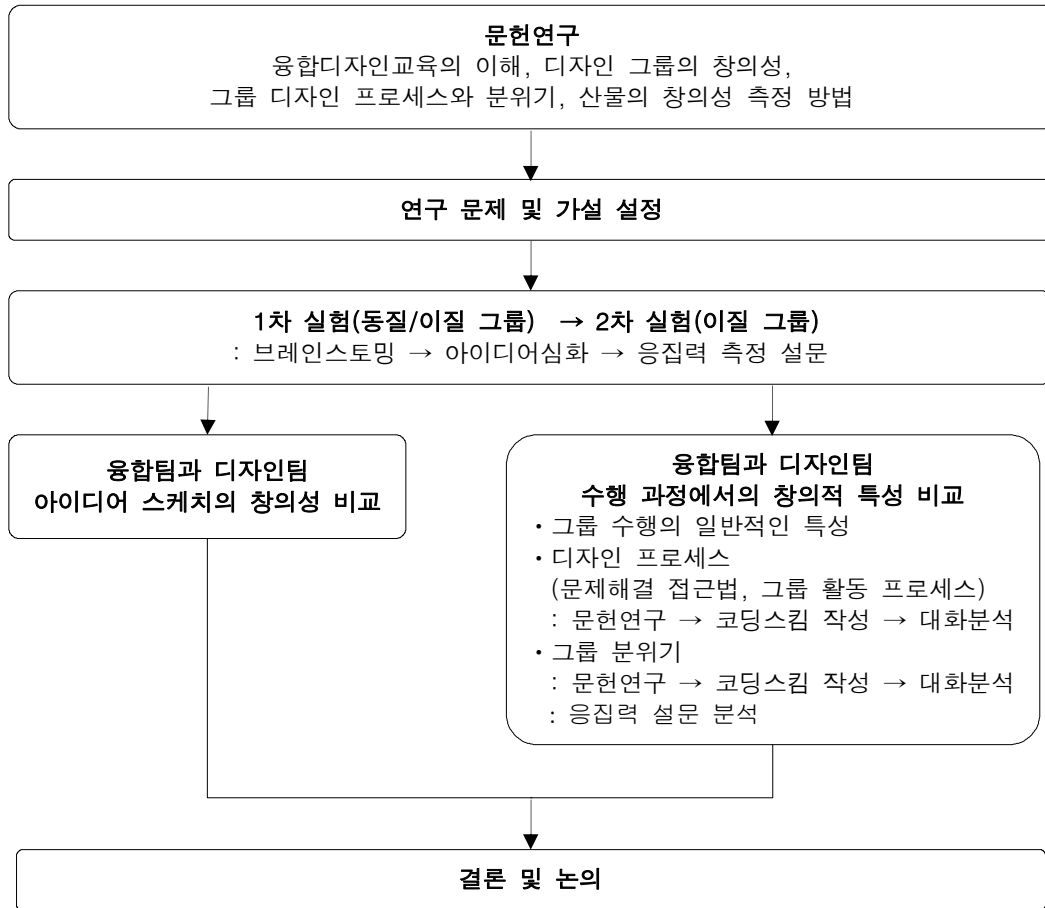 문헌연구
융합디자인교육의 이해, 디자인 그룹의 창의성,
그룹 디자인 프로세스와 분위기, 산물의 창의성 측정 방법
연구 문제 및 가설 설정
1차 실험(동질/이질 그룹) → 2차 실험(이질 그룹)
: 브레인스토밍 → 아이디어심화 → 응집력 측정 설문
융합팀과 디자인팀
아이디어 스케치의 창의성 비교
융합팀과 디자인팀
수행 과정에서의 창의적 특성 비교
・그룹 수행의 일반적인 특성
・디자인 프로세스
(문제해결 접근법, 그룹 활동 프로세스)
: 문헌연구 → 코딩스킴 작성 → 대화분석
・그룹 분위기
: 문헌연구 → 코딩스킴 작성 → 대화분석
: 응집력 설문 분석
결론 및 논의